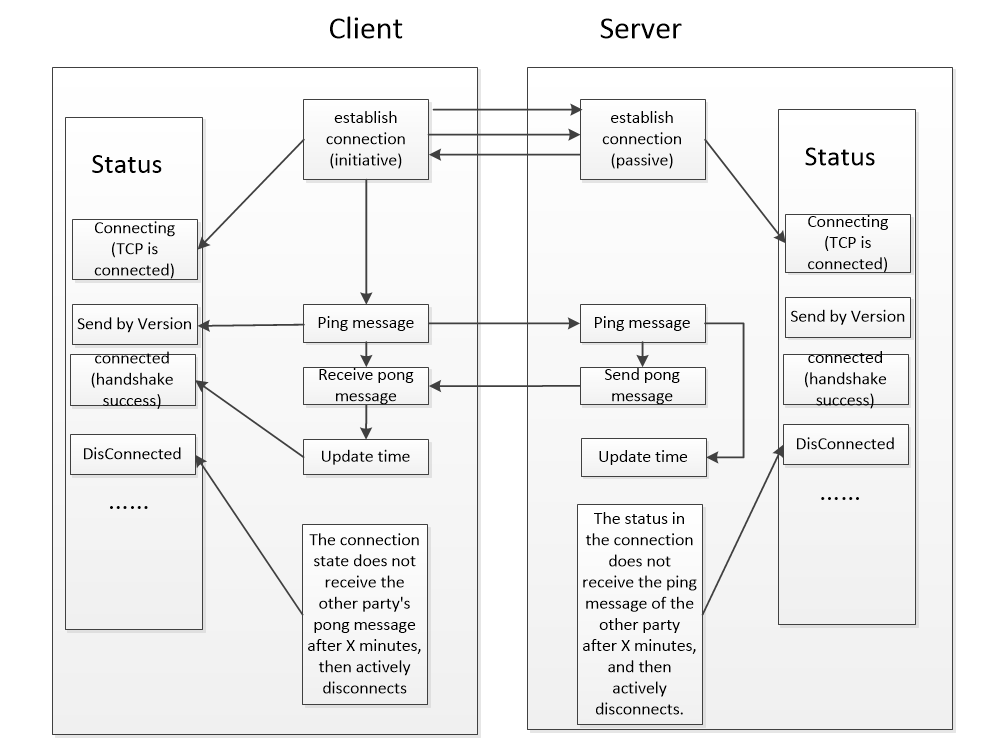 Client
Server
Status
establish
connection
(initiative)
establish
connection
(passive)
Status
Connecting
(TCP is
connected)
Connecting
(TCP is
connected)
Send by Version
Ping message
Ping message
Send by Version
connected
(handshake
success)
Receive pong
message
Send pong
message
connected
(handshake
success)
DisConnected
Update time
Update time
DisConnected
......
......
The connection
state does not
receive the
other party's
pong message
after X minutes,
then actively
disconnects
The status in
the connection
does not
receive the ping
message of the
other party
after X minutes,
and then
actively
disconnects.